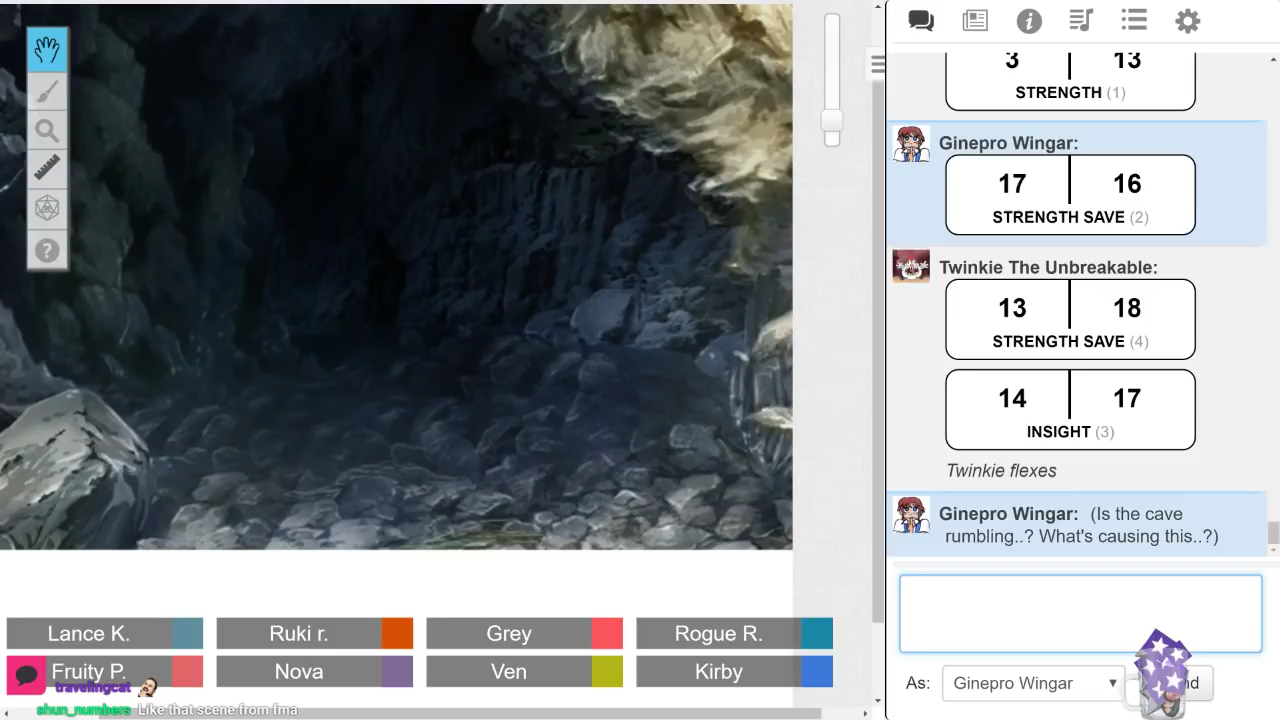 3 13
STRENGTH (1)
Ginepro Wingar:
17 16
STRENGTH SAVE (2)
Twinkie The Unbreakable:
13 18
STRENGTH SAVE (4)
14 17
INSIGHT (3)
Twinkie flexes
Ginepro Wingar: (Is the cave
rumbling..? What's causing this..?)
As: Ginepro Wingar
Lance K. Ruki r. Grey Rogue R.
Fruity P. Nova Ven Kirby
travelingcat
shun_numbers Like that scene from fma